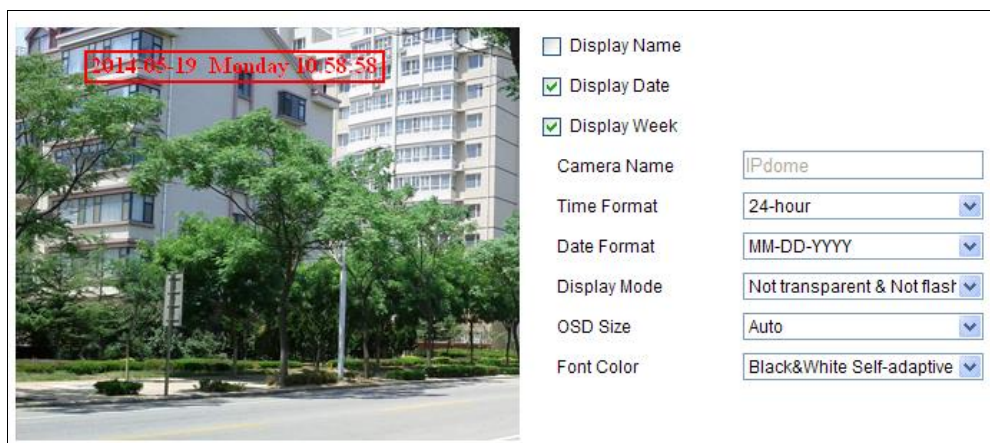 2014-05-19 Monday 10:58:58
Display Name
Display Date
Display Week
Camera Name IPdome
Time Format 24-hour
Date Format MM-DD-YYYY
Display Mode Not transparent & Not flash
OSD Size Auto
Font Color Black&White Self-adaptive